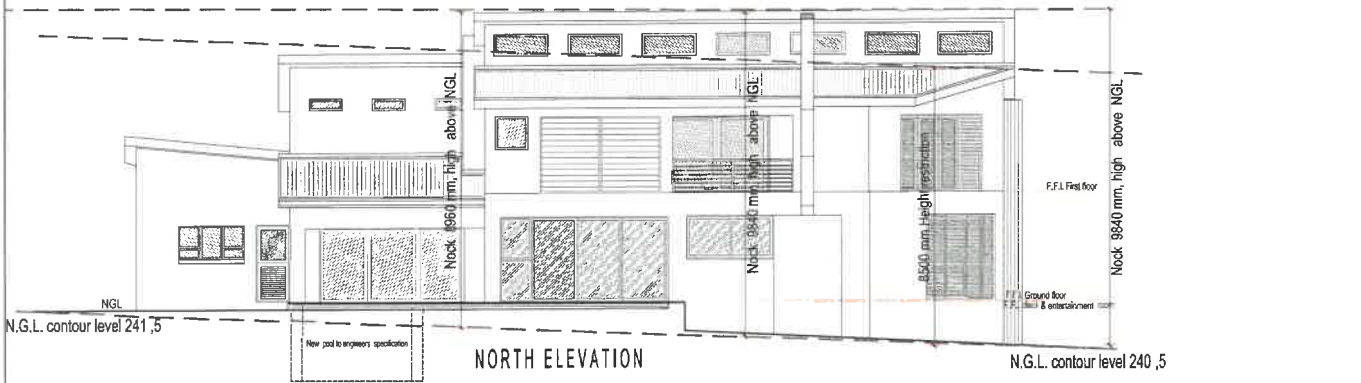 Nock 8960 mm, high above NGL
Nock 9840 mm, high above NGL
8500 mm Height restriction
Nock 9840 mm, high above NGL
F.F.L First floor
Ground floor
& entertainment
NGL
N.G.L. contour level 241 ,5
New pool to engineers specification
NORTH ELEVATION
N.G.L. contour level 240 ,5